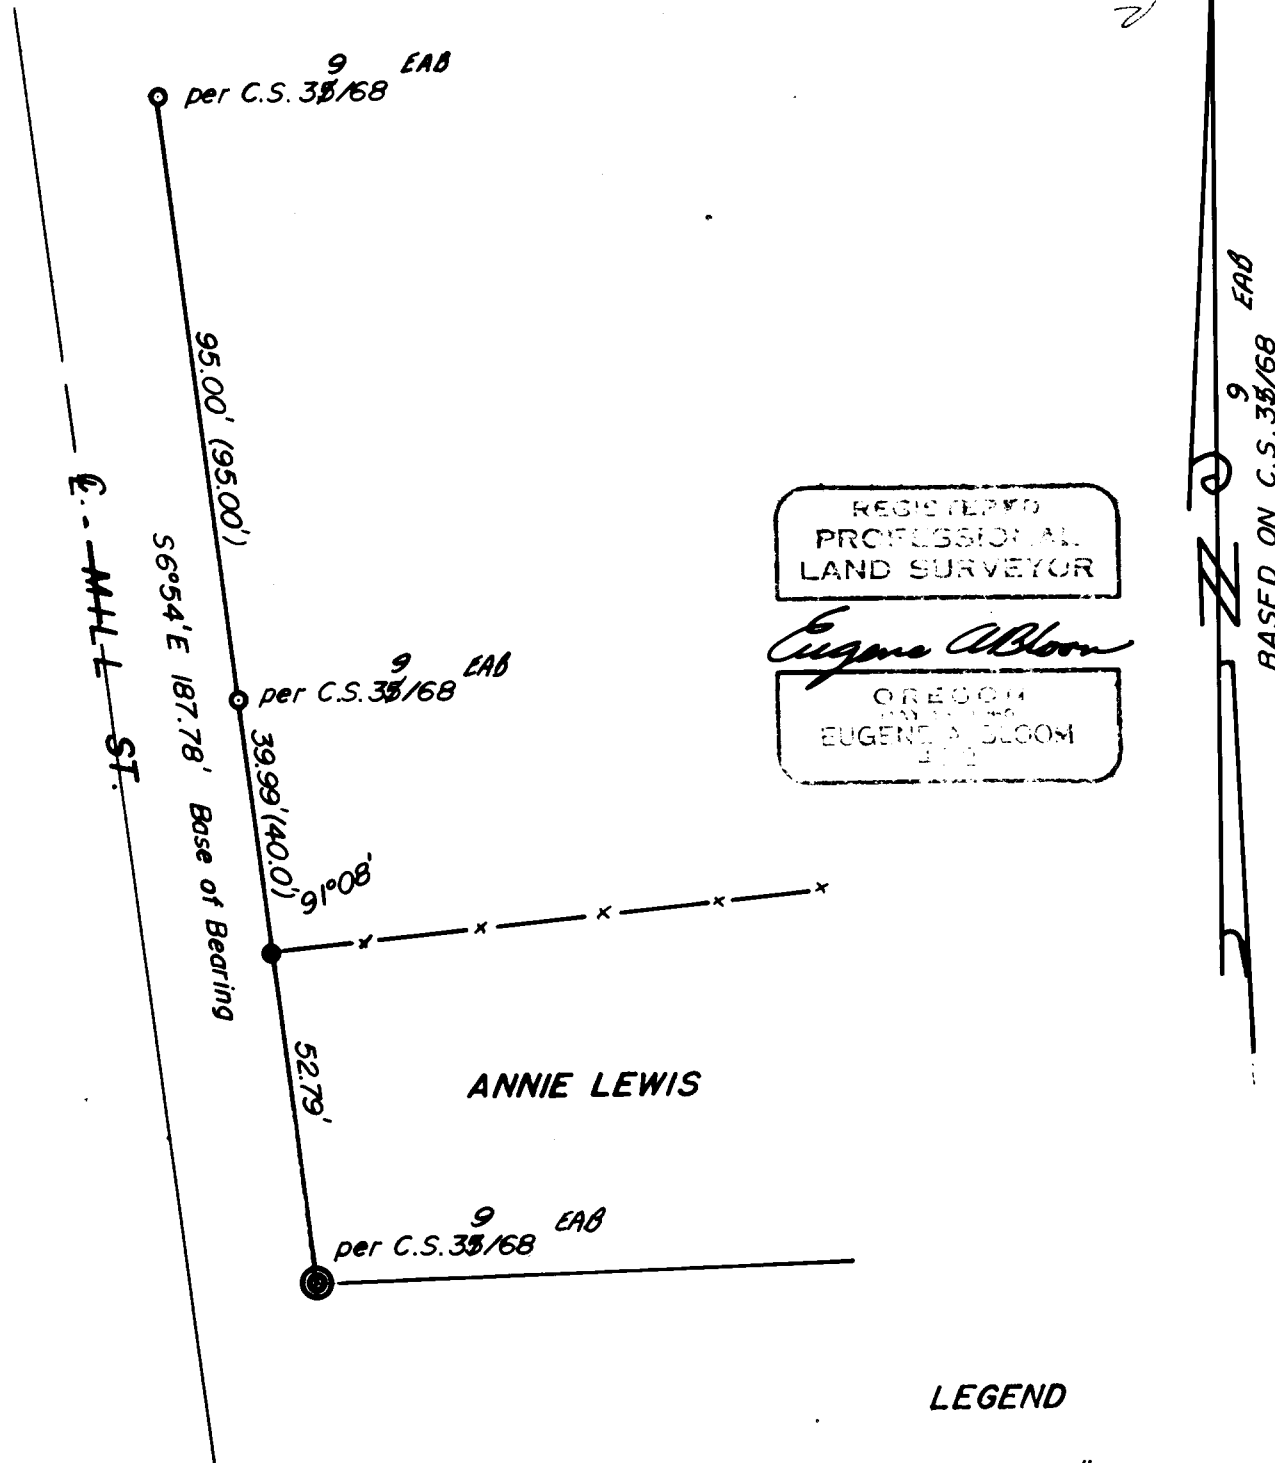 9 EAB
per C.S. 35/68
95.00' (95.00')
℄ - MILL ST.
S6°54'E 187.78' Base of Bearing
9 EAB
per C.S. 35/68
39.99' (40.0')
91°08'
52.79'
ANNIE LEWIS
9 EAB
per C.S. 35/68
REGISTERED
PROFESSIONAL
LAND SURVEYOR
Eugene A Bloom
OREGON
EUGENE A. BLOOM
N
9 EAB
BASED ON C.S. 35/68
LEGEND